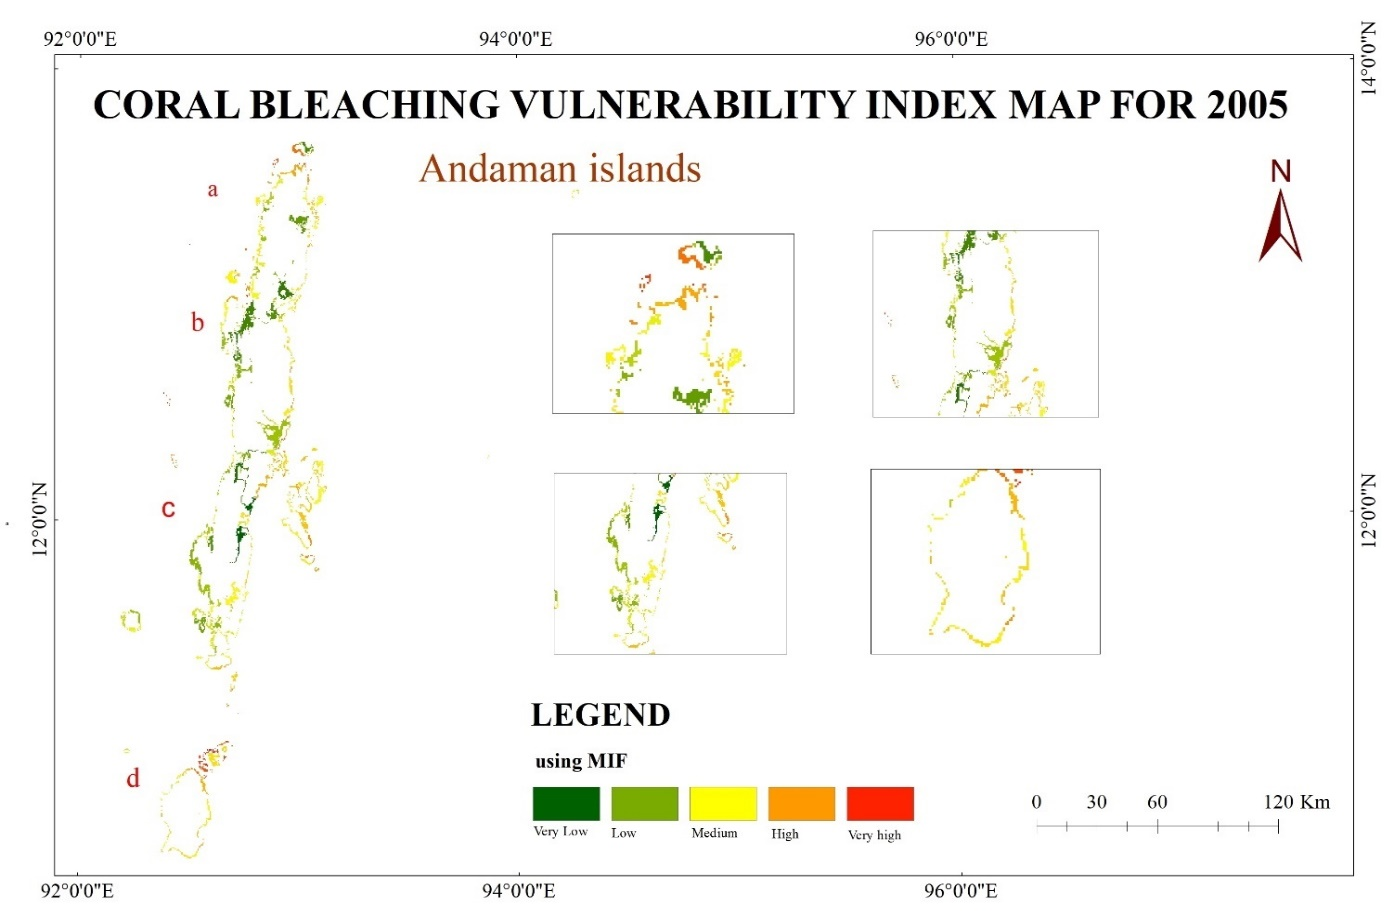 92°0'0"E 94°0'0"E 96°0'0"E
14°0'0"N
CORAL BLEACHING VULNERABILITY INDEX MAP FOR 2005
Andaman islands
N
a
b
c
12°0'0"N 12°0'0"N
d
LEGEND
using MIF
Very Low Low Medium High Very high
0 30 60 120 Km
92°0'0"E 94°0'0"E 96°0'0"E